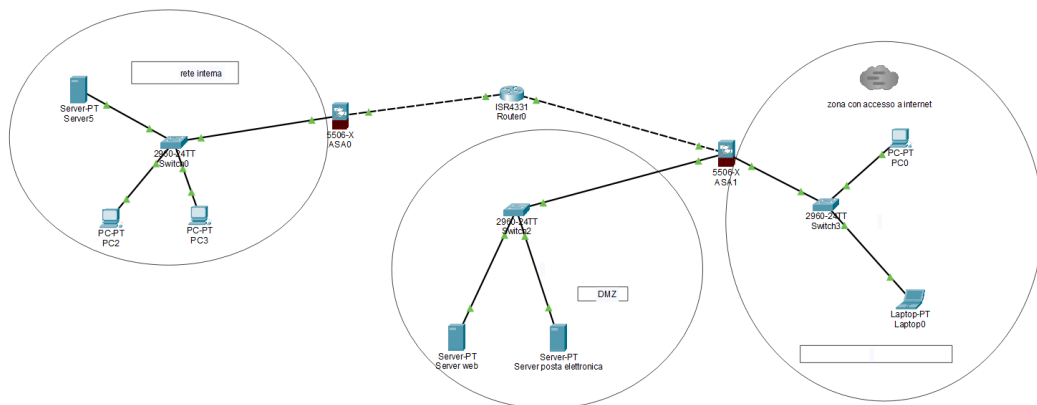 rete interna
Server-PT
Server5
2960-24TT
Switch0
PC-PT
PC2
PC-PT
PC3
5506-X
ASA0
ISR4331
Router0
5506-X
ASA1
2960-24TT
Switch2
DMZ
Server-PT
Server web
Server-PT
Server posta elettronica
zona con accesso a internet
PC-PT
PC0
2960-24TT
Switch3
Laptop-PT
Laptop0